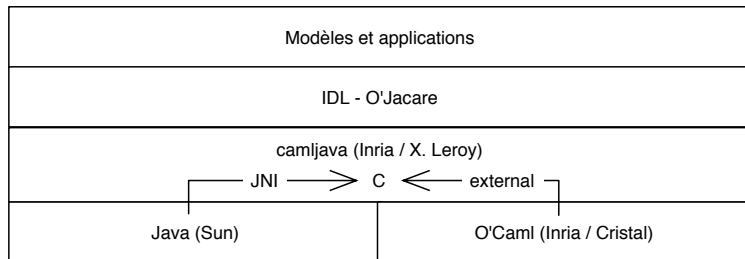 Modèles et applications
IDL - O'Jacare
camljava (Inria / X. Leroy)
JNI C external
Java (Sun) O'Caml (Inria / Cristal)